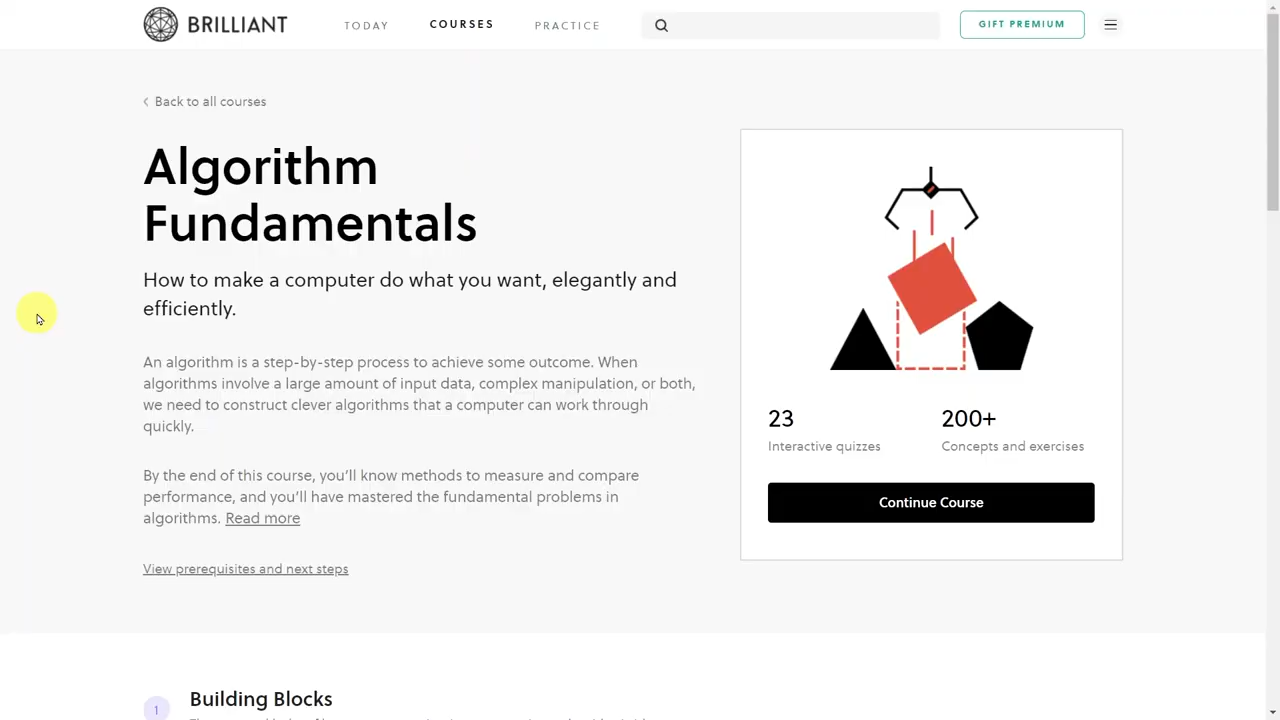 BRILLIANT
TODAY
COURSES
PRACTICE
GIFT PREMIUM
Back to all courses
Algorithm
Fundamentals
How to make a computer do what you want, elegantly and
efficiently.
An algorithm is a step-by-step process to achieve some outcome. When
algorithms involve a large amount of input data, complex manipulation, or both,
we need to construct clever algorithms that a computer can work through
quickly.
By the end of this course, you'll know methods to measure and compare
performance, and you'll have mastered the fundamental problems in
algorithms. Read more
View prerequisites and next steps
23
Interactive quizzes
200+
Concepts and exercises
Continue Course
1
Building Blocks